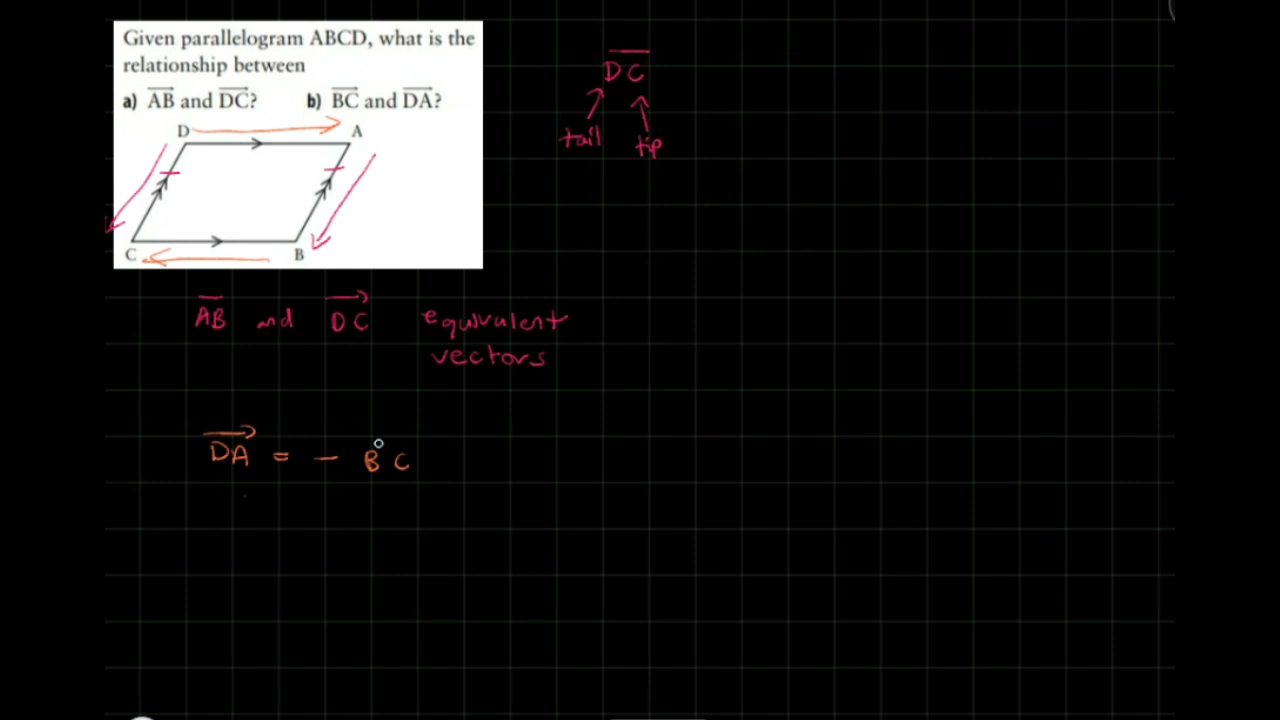 Given parallelogram ABCD, what is the
relationship between
a) AB and DC? b) BC and DA?
D A
C B
DC
tail tip
AB and DC equivalent
vectors
DA = - BC